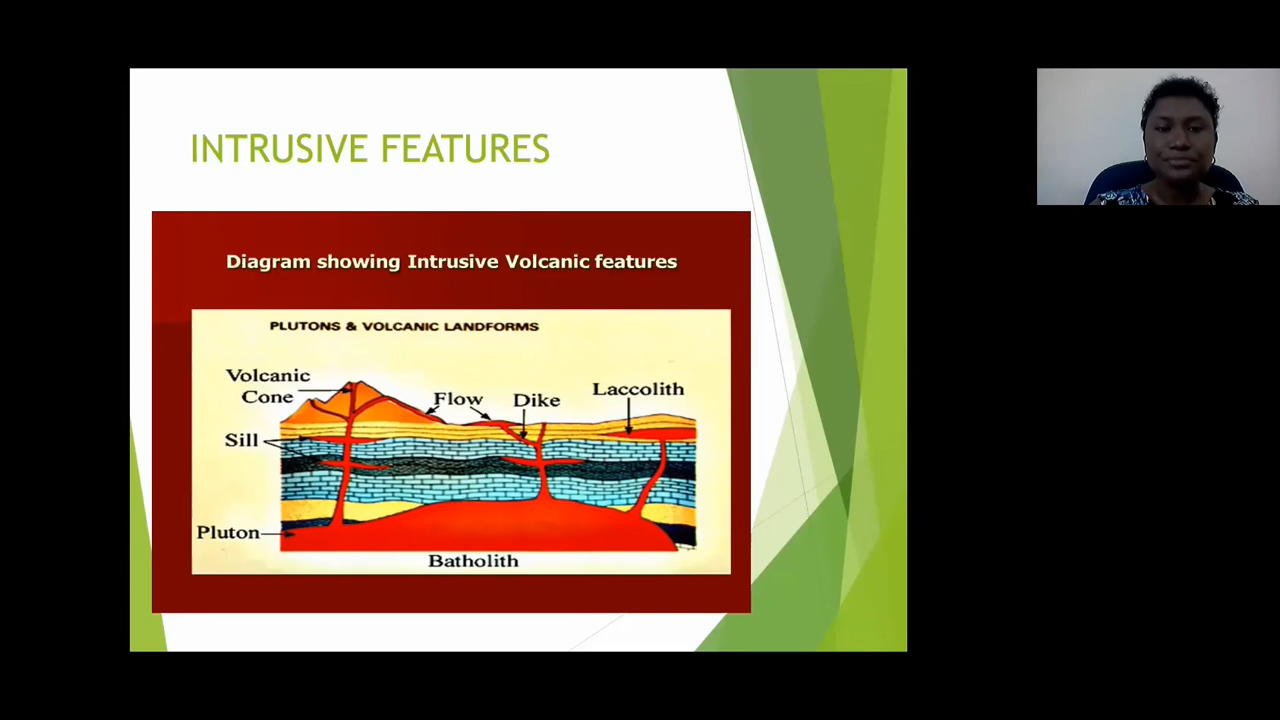 INTRUSIVE FEATURES
Diagram showing Intrusive Volcanic features
PLUTONS & VOLCANIC LANDFORMS
Volcanic
Cone
Flow
Dike
Laccolith
Sill
Pluton
Batholith